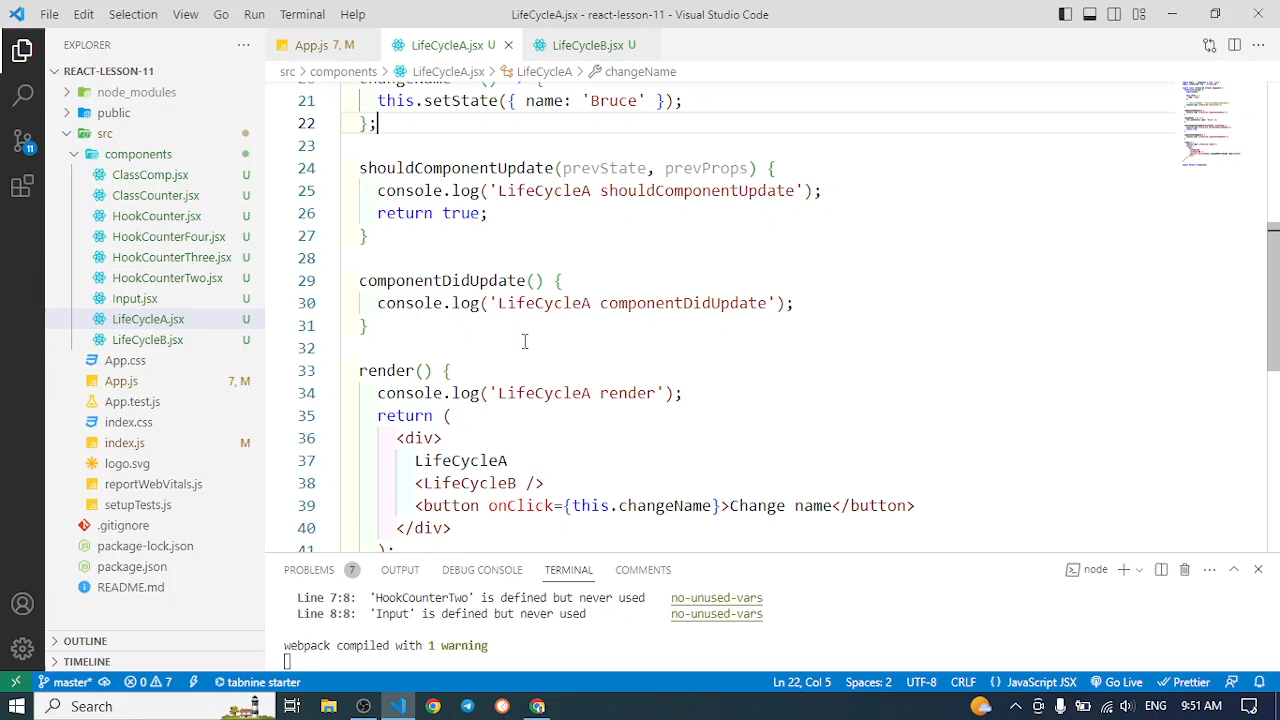 File Edit Selection View Go Run Terminal Help
LifeCycleA.jsx - react-lesson-11 - Visual Studio Code
EXPLORER
App.js 7, M
LifeCycleA.jsx U
LifeCycleB.jsx U
src > components > LifeCycleA.jsx > LifeCycleA > changeName
REACT-LESSON-11
node_modules
public
src
components
ClassComp.jsx U
ClassCounter.jsx U
HookCounter.jsx U
HookCounterFour.jsx U
HookCounterThree.jsx U
HookCounterTwo.jsx U
Input.jsx U
LifeCycleA.jsx U
LifeCycleB.jsx U
App.css
App.js 7, M
App.test.js
index.css
index.js M
logo.svg
reportWebVitals.js
setupTests.js
.gitignore
package-lock.json
package.json
README.md
OUTLINE
TIMELINE
11
21 this.setState({ name: 'Bruce' });
22 };
23
24 shouldComponentUpdate(prevState, prevProps) {
25 console.log('LifeCycleA shouldComponentUpdate');
26 return true;
27 }
28
29 componentDidUpdate() {
30 console.log('LifeCycleA componentDidUpdate');
31 }
32
33 render() {
34 console.log('LifeCycleA render');
35 return (
36 <div>
37 LifeCycleA
38 <LifeCycleB />
39 <button onClick={this.changeName}>Change name</button>
40 </div>
41 );
PROBLEMS 7 OUTPUT DEBUG CONSOLE TERMINAL COMMENTS
node
Line 7:8: 'HookCounterTwo' is defined but never used no-unused-vars
Line 8:8: 'Input' is defined but never used no-unused-vars
webpack compiled with 1 warning
master* 0 7 tabnine starter
Ln 22, Col 5 Spaces: 2 UTF-8 CRLF {} JavaScript JSX Go Live Prettier
Search
ENG 9:51 AM